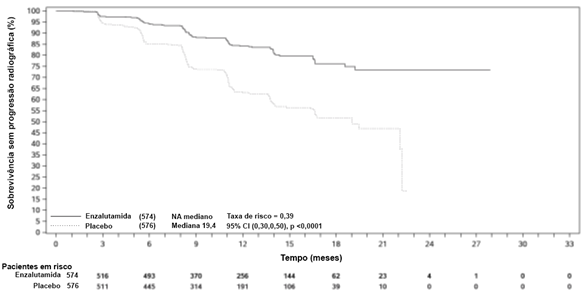 Sobrevivência sem progressão radiográfica (%)
100
95
90
85
80
75
70
65
60
55
50
45
40
35
30
25
20
15
10
5
0
Enzalutamida (574) NA mediano Taxa de risco = 0,39
Placebo (576) Mediana 19,4 95% CI (0,30,0,50), p <0,0001
0 3 6 9 12 15 18 21 24 27 30 33
Tempo (meses)
Pacientes em risco
Enzalutamida 574 516 493 370 256 144 62 23 4 1 0 0
Placebo 576 511 445 314 191 106 39 10 0 0 0 0